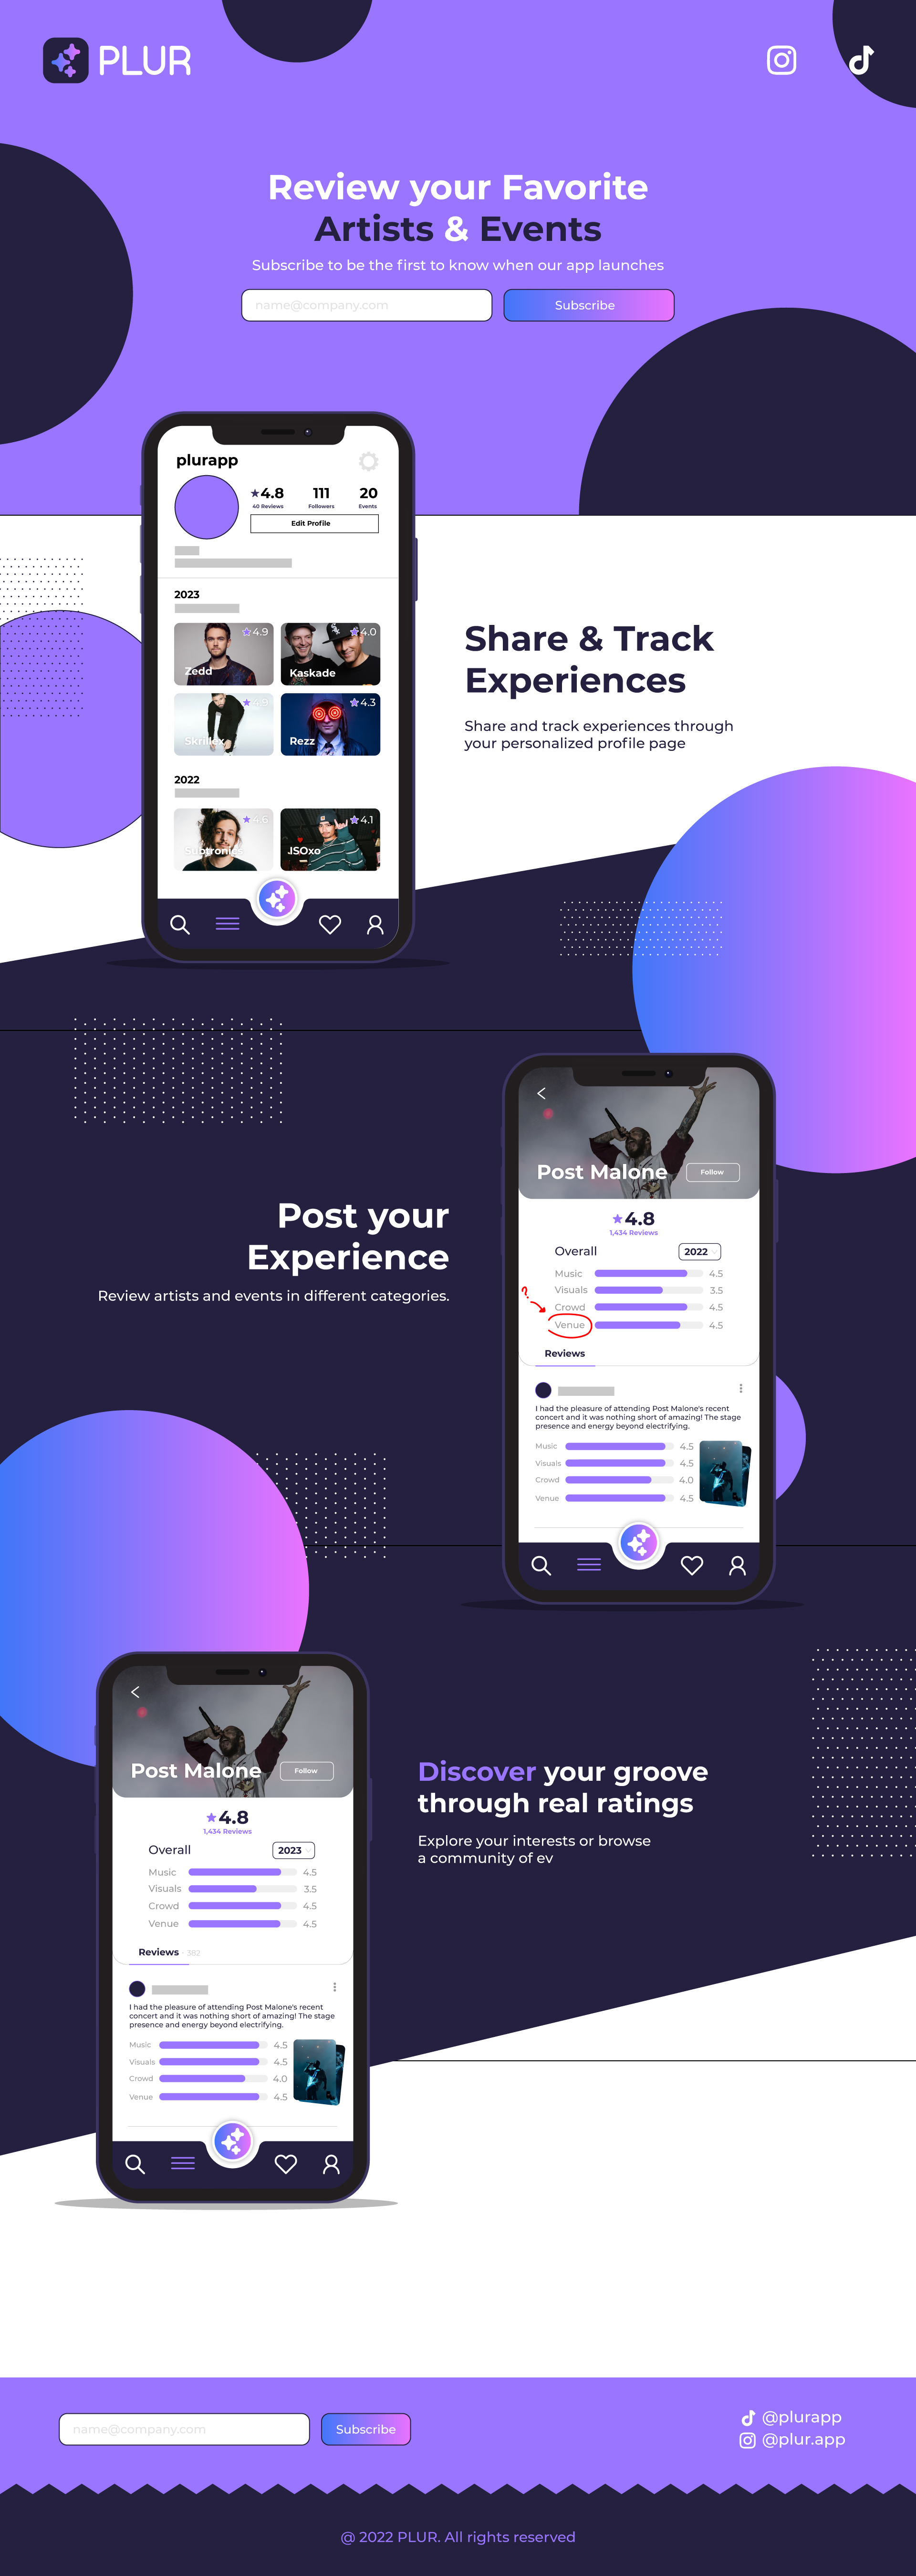 PLUR
Review your Favorite
Artists & Events
Subscribe to be the first to know when our app launches
name@company.com
Subscribe
plurapp
4.8
111
20
40 Reviews
Followers
Events
Edit Profile
2023
4.9
Zedd
4.0
Kaskade
Skrillex
4.3
Rezz
2022
4.6
Subtronics
4.1
ISOxo
Share & Track
Experiences
Share and track experiences through
your personalized profile page
Post Malone
Follow
4.8
1,434 Reviews
Overall
2022
Music 4.5
Visuals 3.5
Crowd 4.5
?
Venue 4.5
Reviews
I had the pleasure of attending Post Malone's recent
concert and it was nothing short of amazing! The stage
presence and energy beyond electrifying.
Music 4.5
Visuals 4.5
Crowd 4.0
Venue 4.5
Post your
Experience
Review artists and events in different categories.
Post Malone
Follow
4.8
1,434 Reviews
Overall
2023
Music 4.5
Visuals 3.5
Crowd 4.5
Venue 4.5
Reviews · 382
I had the pleasure of attending Post Malone's recent
concert and it was nothing short of amazing! The stage
presence and energy beyond electrifying.
Music 4.5
Visuals 4.5
Crowd 4.0
Venue 4.5
Discover your groove
through real ratings
Explore your interests or browse
a community of ev
name@company.com
Subscribe
@plurapp
@plur.app
@ 2022 PLUR. All rights reserved